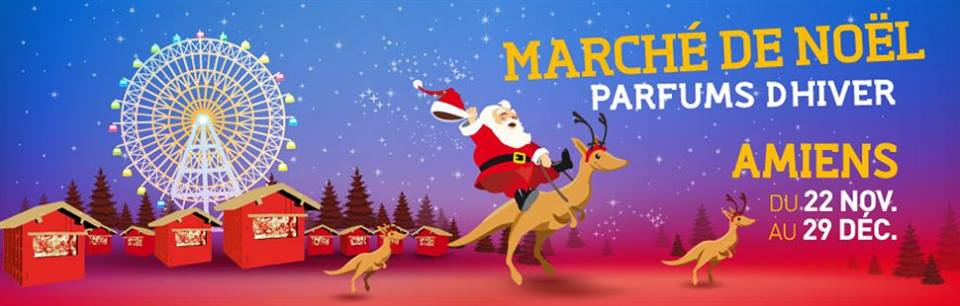 MARCHÉ DE NOËL
PARFUMS D'HIVER
AMIENS
DU 22 NOV.
AU 29 DÉC.